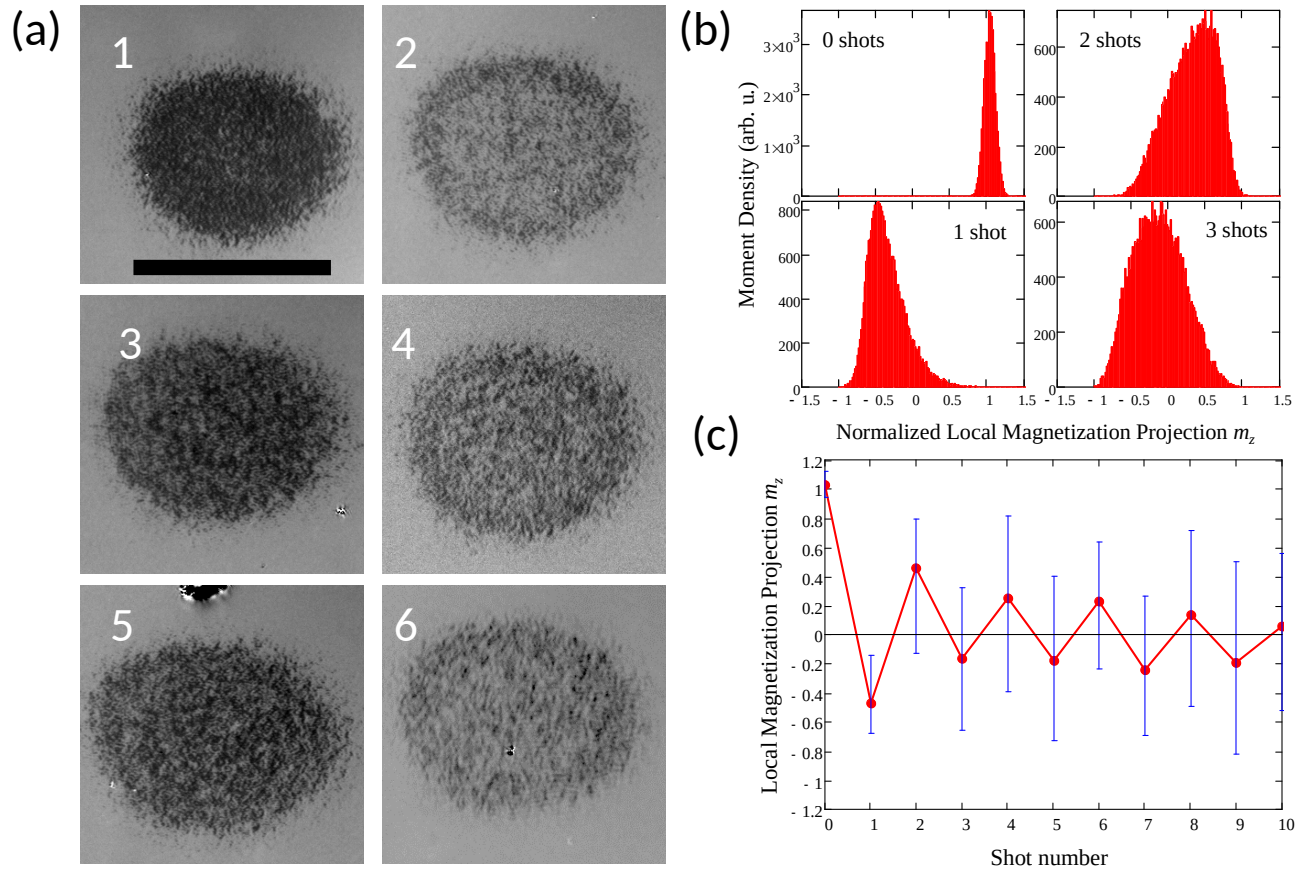 (a)
1
2
3
4
5
6
(b)
Moment Density (arb. u.)
0 shots
3×10³
2×10³
1×10³
0
2 shots
600
400
200
0
1 shot
800
600
400
200
0
- 1.5 - 1 - 0.5 0 0.5 1 1.5
3 shots
600
400
200
0
- 1.5 - 1 - 0.5 0 0.5 1 1.5
Normalized Local Magnetization Projection mz
(c)
Local Magnetization Projection mz
1.2
1
0.8
0.6
0.4
0.2
0
- 0.2
- 0.4
- 0.6
- 0.8
- 1
- 1.2
0 1 2 3 4 5 6 7 8 9 10
Shot number